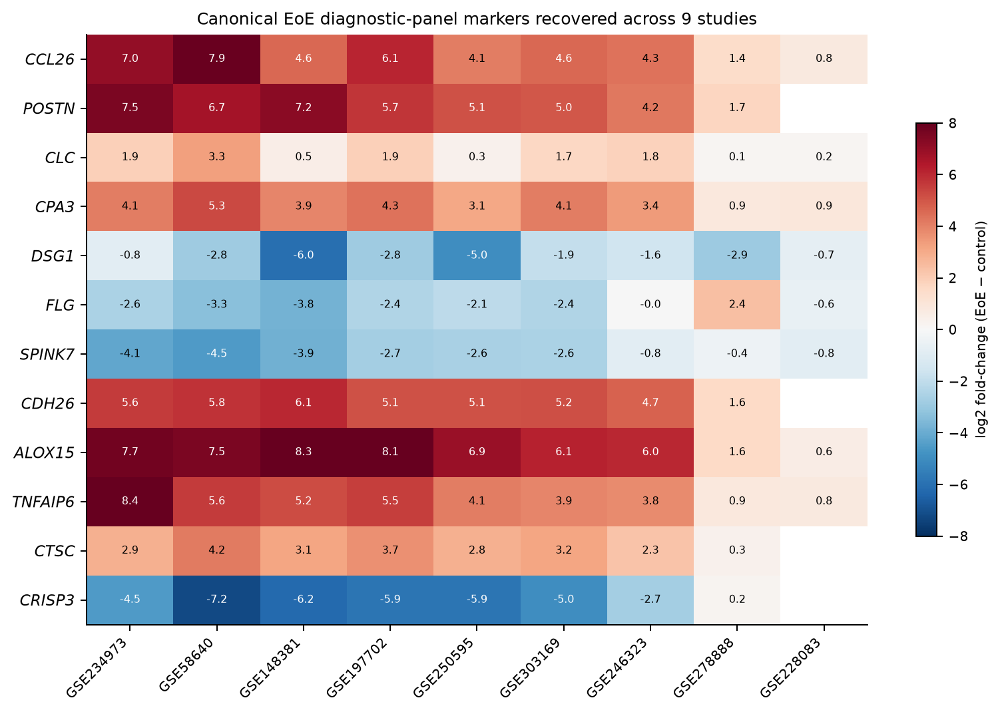 Canonical EoE diagnostic-panel markers recovered across 9 studies
CCL26 7.0 7.9 4.6 6.1 4.1 4.6 4.3 1.4 0.8
POSTN 7.5 6.7 7.2 5.7 5.1 5.0 4.2 1.7
CLC 1.9 3.3 0.5 1.9 0.3 1.7 1.8 0.1 0.2
CPA3 4.1 5.3 3.9 4.3 3.1 4.1 3.4 0.9 0.9
DSG1 -0.8 -2.8 -6.0 -2.8 -5.0 -1.9 -1.6 -2.9 -0.7
FLG -2.6 -3.3 -3.8 -2.4 -2.1 -2.4 -0.0 2.4 -0.6
SPINK7 -4.1 -4.5 -3.9 -2.7 -2.6 -2.6 -0.8 -0.4 -0.8
CDH26 5.6 5.8 6.1 5.1 5.1 5.2 4.7 1.6
ALOX15 7.7 7.5 8.3 8.1 6.9 6.1 6.0 1.6 0.6
TNFAIP6 8.4 5.6 5.2 5.5 4.1 3.9 3.8 0.9 0.8
CTSC 2.9 4.2 3.1 3.7 2.8 3.2 2.3 0.3
CRISP3 -4.5 -7.2 -6.2 -5.9 -5.9 -5.0 -2.7 0.2
GSE234973 GSE58640 GSE148381 GSE197702 GSE250595 GSE303169 GSE246323 GSE278888 GSE228083
8
6
4
2
0
−2
−4
−6
−8
log2 fold-change (EoE − control)